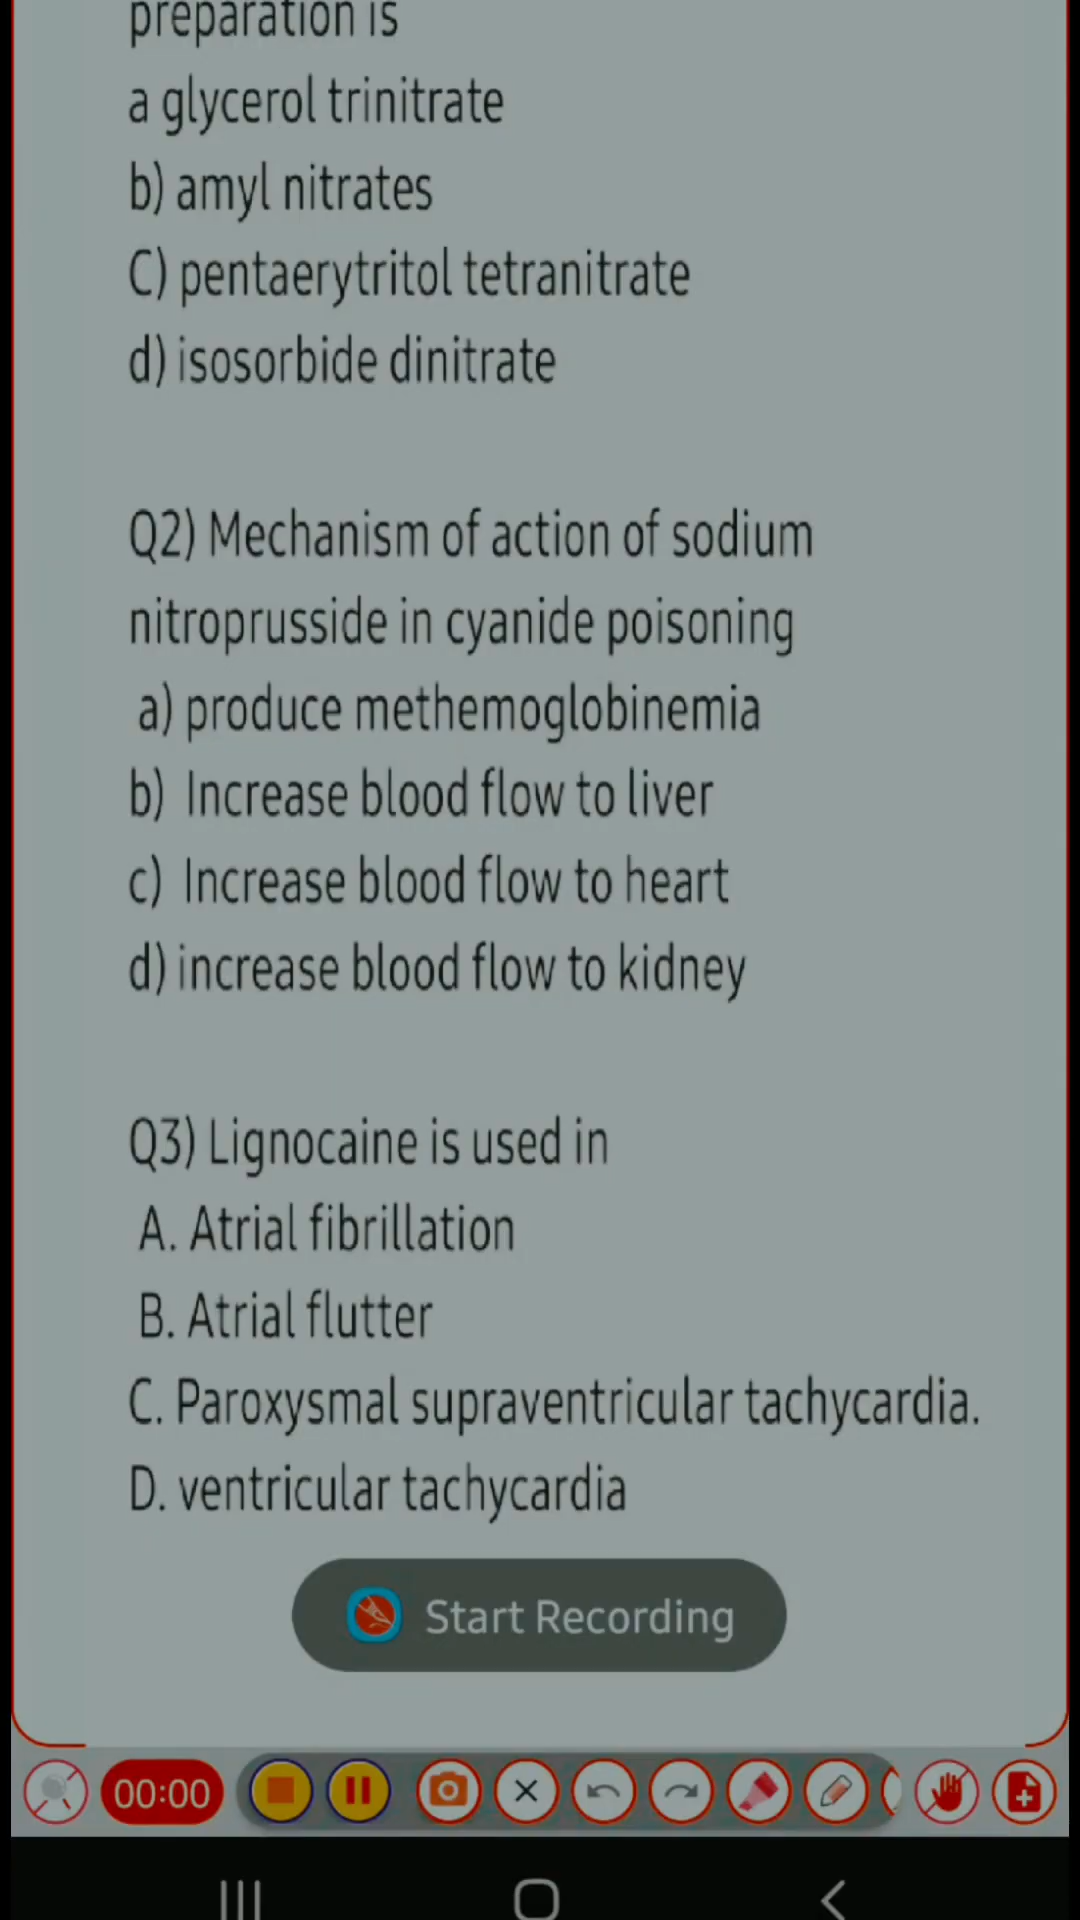 preparation is
a glycerol trinitrate
b) amyl nitrates
C) pentaerytritol tetranitrate
d) isosorbide dinitrate
Q2) Mechanism of action of sodium
nitroprusside in cyanide poisoning
a) produce methemoglobinemia
b) Increase blood flow to liver
c) Increase blood flow to heart
d) increase blood flow to kidney
Q3) Lignocaine is used in
A. Atrial fibrillation
B. Atrial flutter
C. Paroxysmal supraventricular tachycardia.
D. ventricular tachycardia
Start Recording
00:00